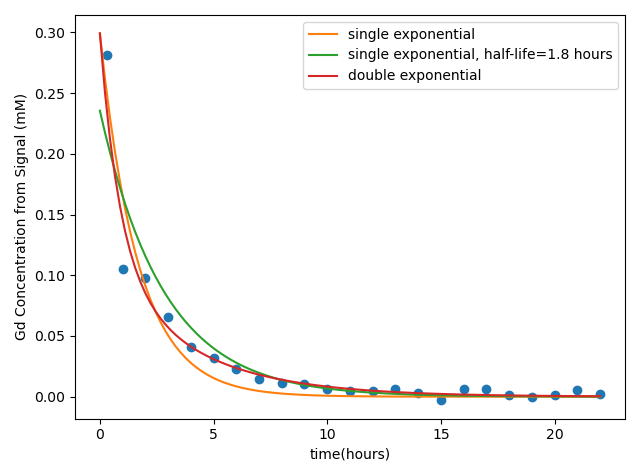 single exponential
single exponential, half-life=1.8 hours
double exponential
Gd Concentration from Signal (mM)
0.30
0.25
0.20
0.15
0.10
0.05
0.00
0
5
10
15
20
time(hours)